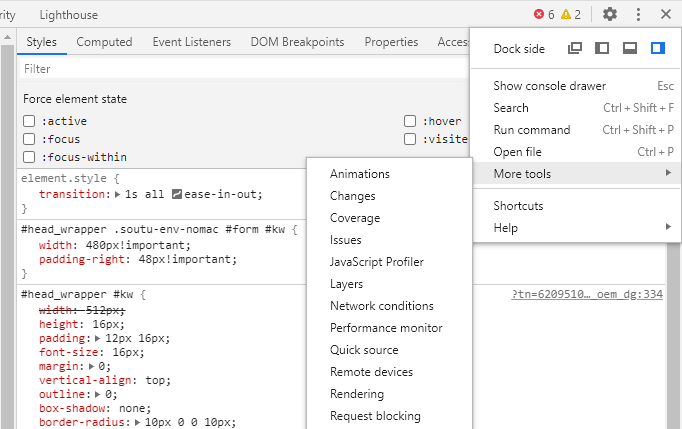 rity Lighthouse 6 2
Styles Computed Event Listeners DOM Breakpoints Properties Acces
Filter
Force element state
:active
:hover
:focus
:visite
:focus-within
element.style {
transition: 1s all ease-in-out;
}
#head_wrapper .soutu-env-nomac #form #kw {
width: 480px!important;
padding-right: 48px!important;
}
#head_wrapper #kw {
?tn=6209510…_oem_dg:334
width: 512px;
height: 16px;
padding: 12px 16px;
font-size: 16px;
margin: 0;
vertical-align: top;
outline: 0;
box-shadow: none;
border-radius: 10px 0 0 10px;
Dock side
Show console drawer Esc
Search Ctrl + Shift + F
Run command Ctrl + Shift + P
Open file Ctrl + P
More tools
Shortcuts
Help
Animations
Changes
Coverage
Issues
JavaScript Profiler
Layers
Network conditions
Performance monitor
Quick source
Remote devices
Rendering
Request blocking